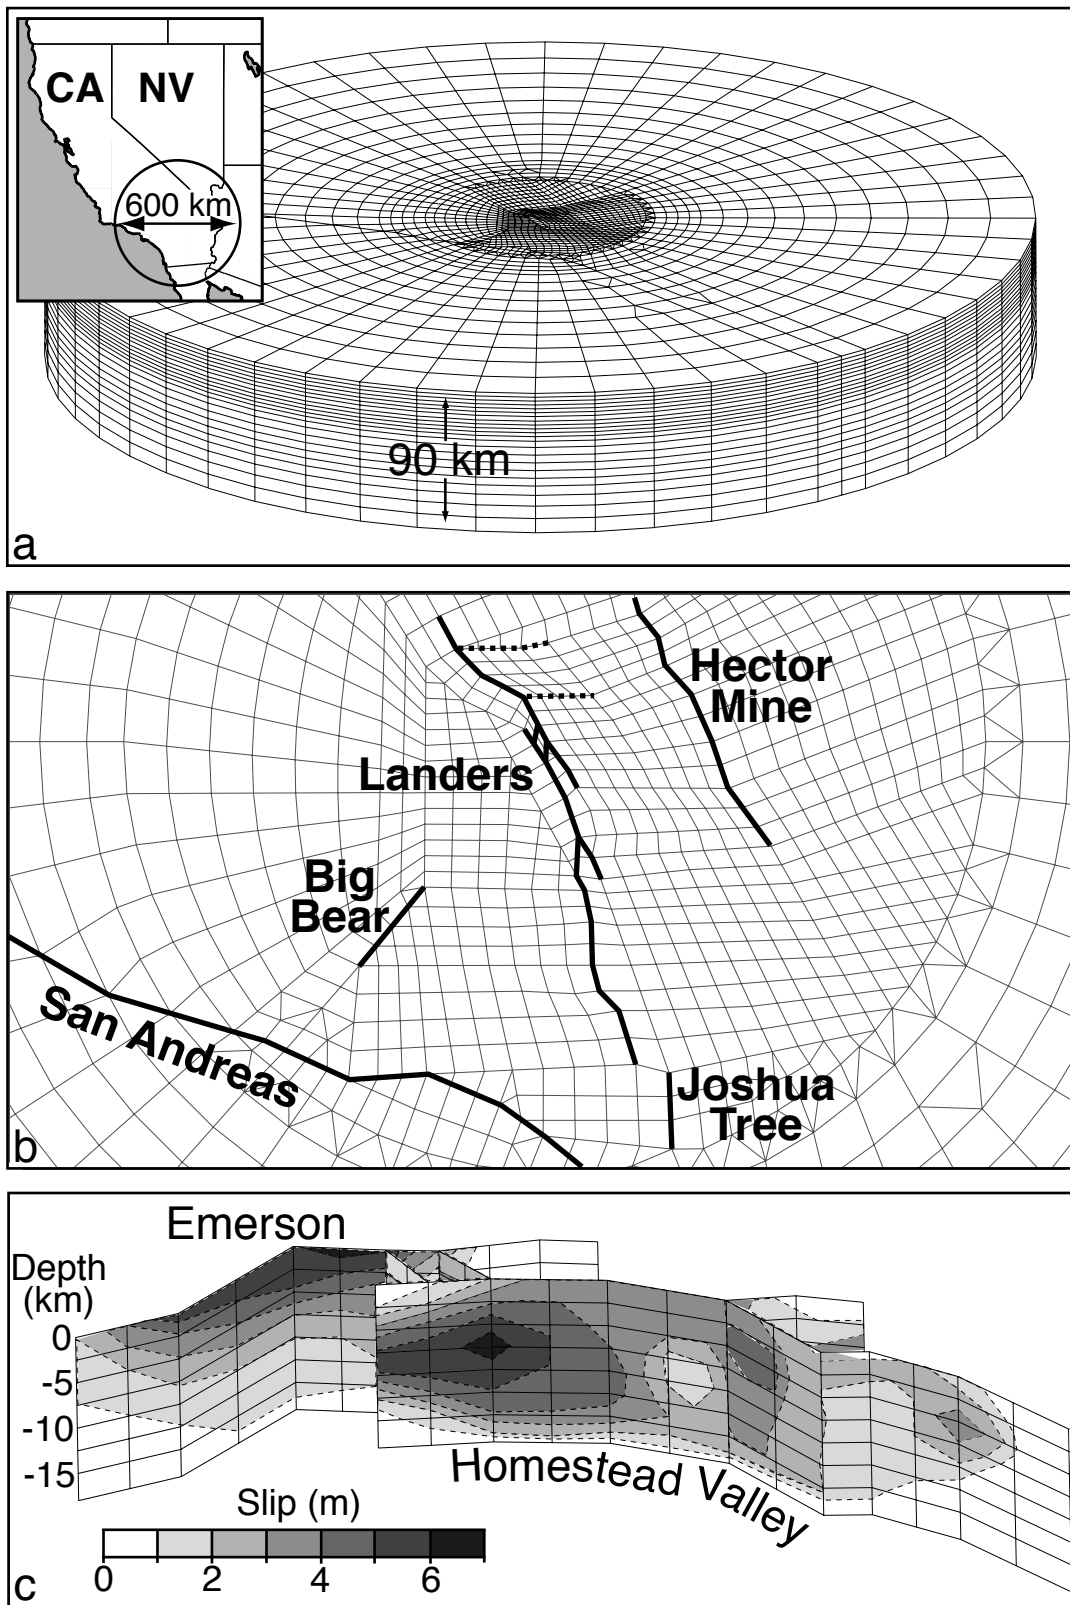 CA NV
600 km
90 km
a
Hector
Mine
Landers
Big
Bear
San Andreas
Joshua
Tree
b
Emerson
Depth
(km)
0
-5
-10
-15
Homestead Valley
Slip (m)
0 2 4 6
c